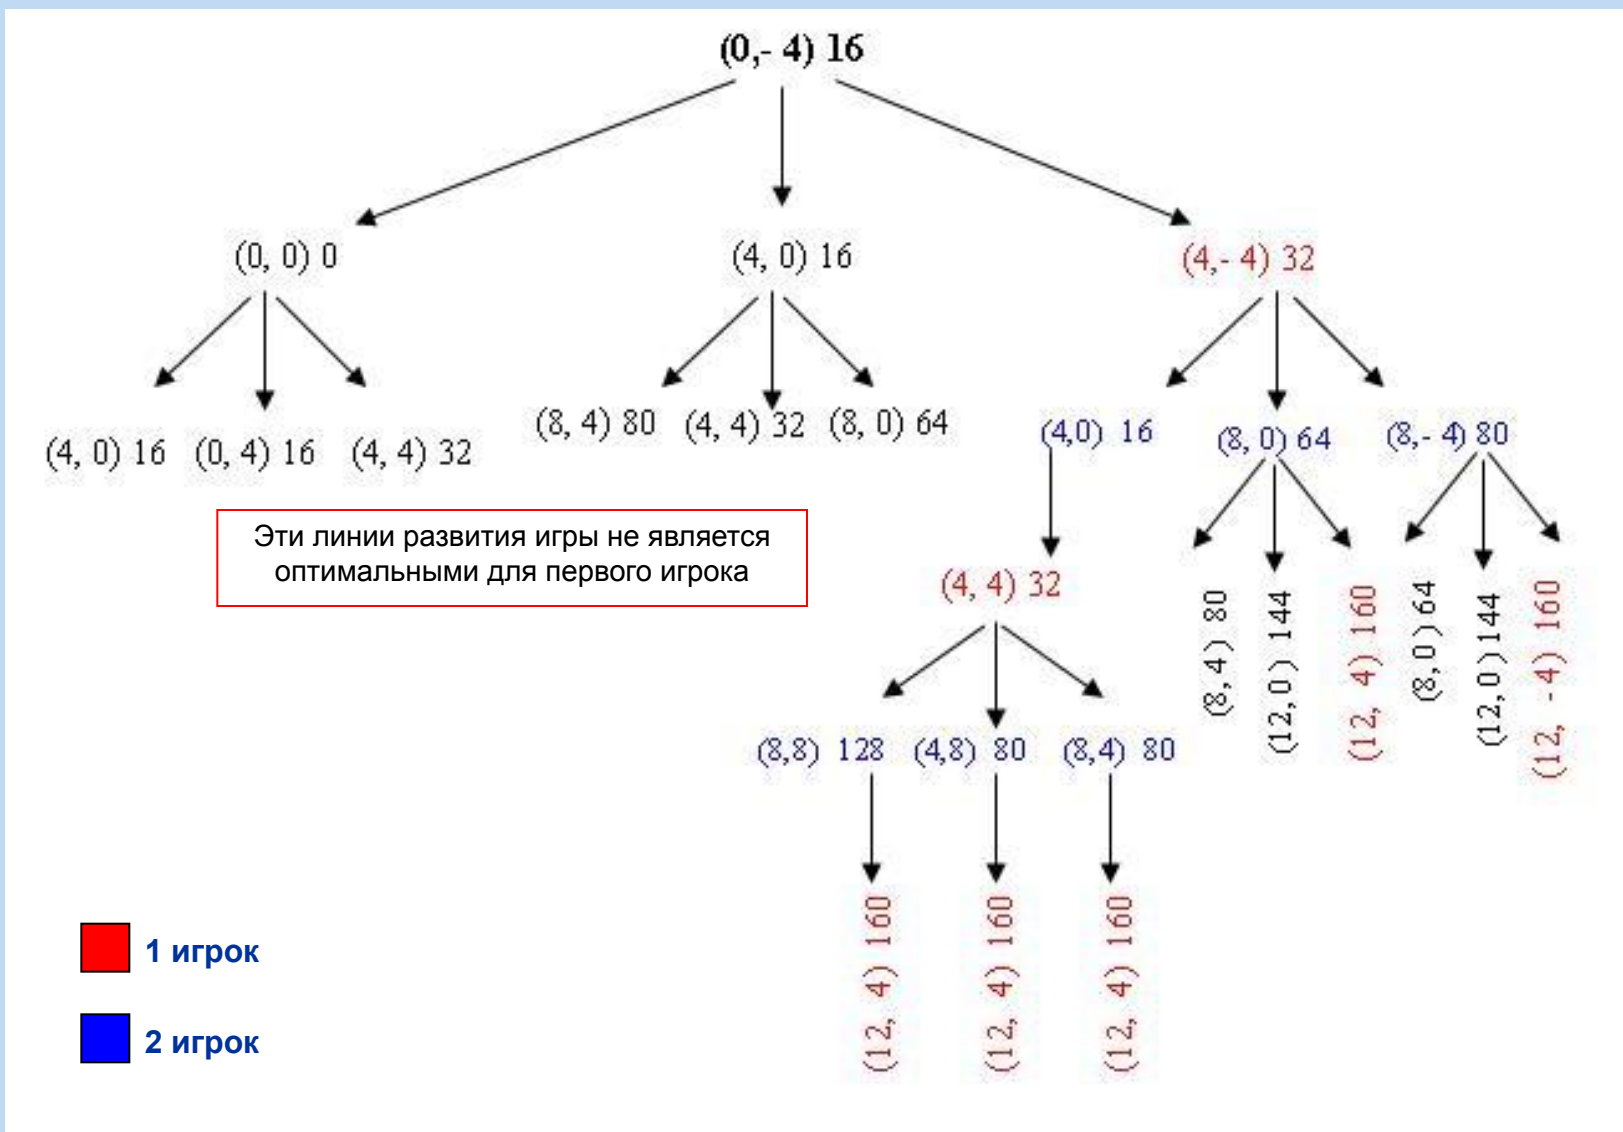 (0,- 4) 16
(0, 0) 0
(4, 0) 16
(4,- 4) 32
(4, 0) 16
(0, 4) 16
(4, 4) 32
(8, 4) 80
(4, 4) 32
(8, 0) 64
(4,0) 16
(8, 0) 64
(8,- 4) 80
Эти линии развития игры не является
оптимальными для первого игрока
(4, 4) 32
(8, 4) 80
(12, 0) 144
(12, 4) 160
(8, 0) 64
(12, 0) 144
(12, -4) 160
(8,8) 128
(4,8) 80
(8,4) 80
(12, 4) 160
(12, 4) 160
(12, 4) 160
1 игрок
2 игрок